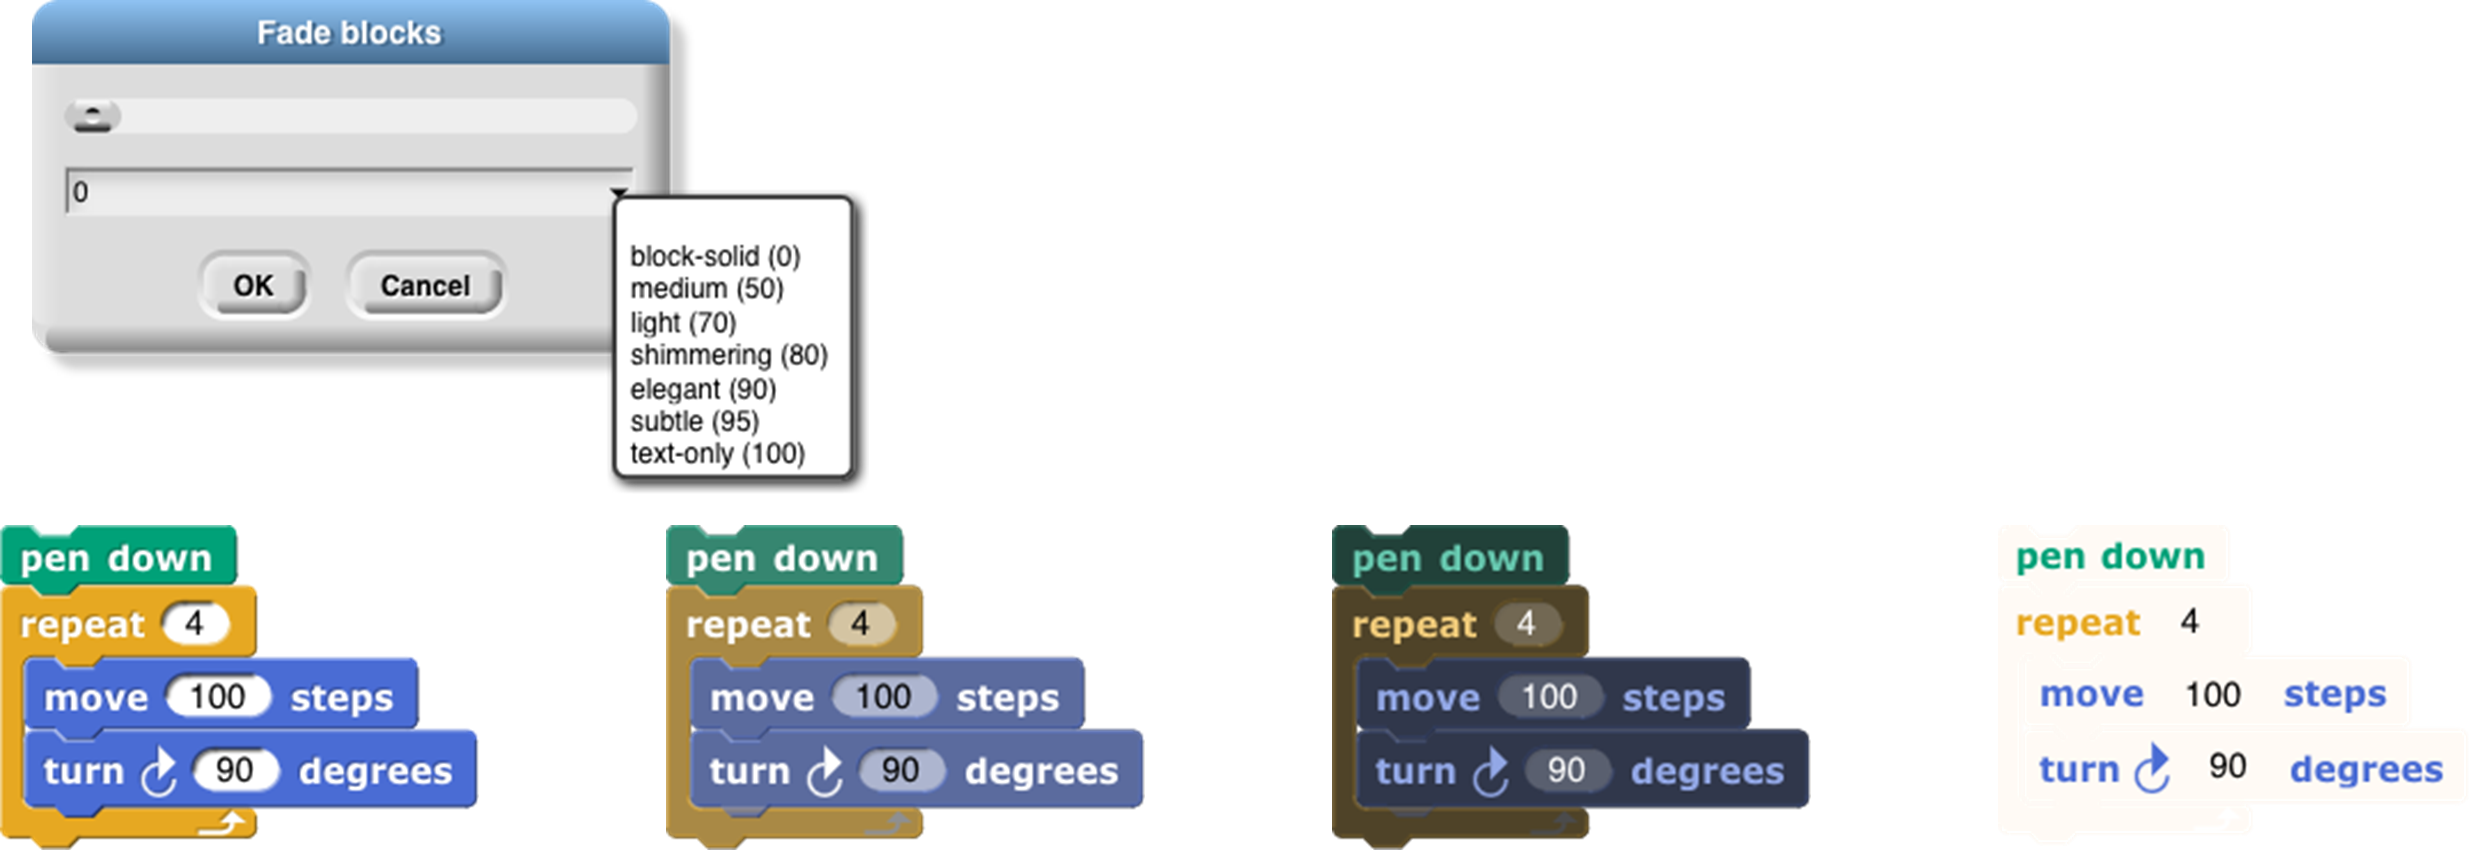 Fade blocks
0
OK Cancel
block-solid (0)
medium (50)
light (70)
shimmering (80)
elegant (90)
subtle (95)
text-only (100)
pen down
repeat 4
move 100 steps
turn 90 degrees
pen down
repeat 4
move 100 steps
turn 90 degrees
pen down
repeat 4
move 100 steps
turn 90 degrees
pen down
repeat 4
move 100 steps
turn 90 degrees